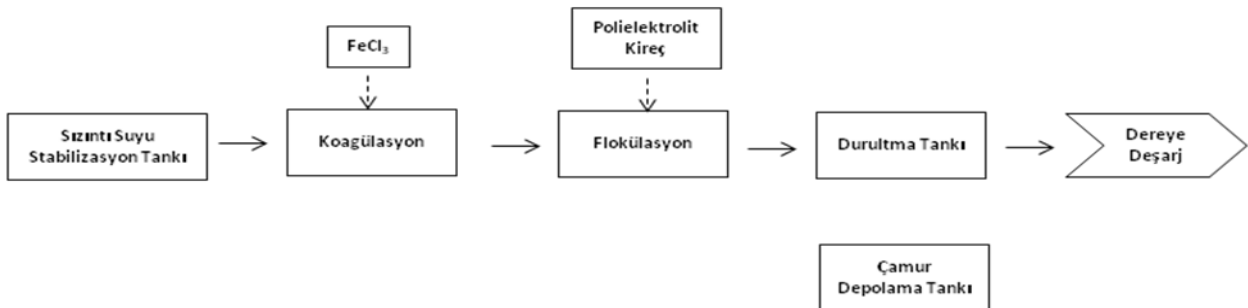 FeCl₃
Polielektrolit
Kireç
Sızıntı Suyu
Stabilizasyon Tankı
Koagülasyon
Flokülasyon
Durultma Tankı
Dereye
Deşarj
Çamur
Depolama Tankı